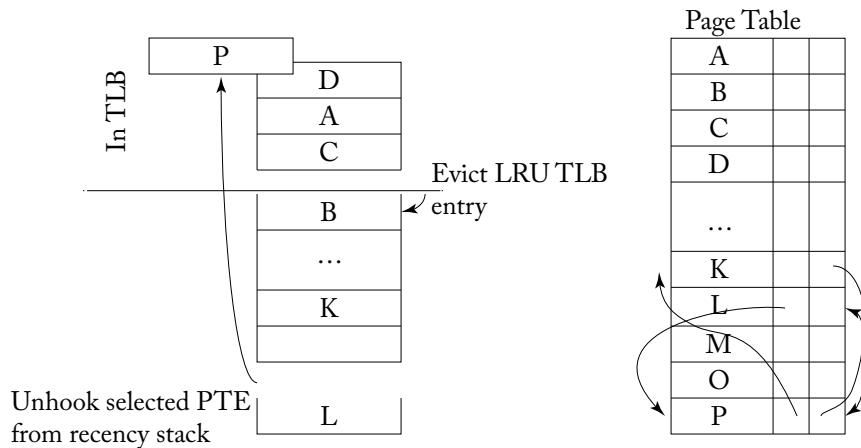 P
In TLB
D
A
C
Evict LRU TLB
entry
B
...
K
Unhook selected PTE
from recency stack
L
Page Table
A
B
C
D
...
K
L
M
O
P